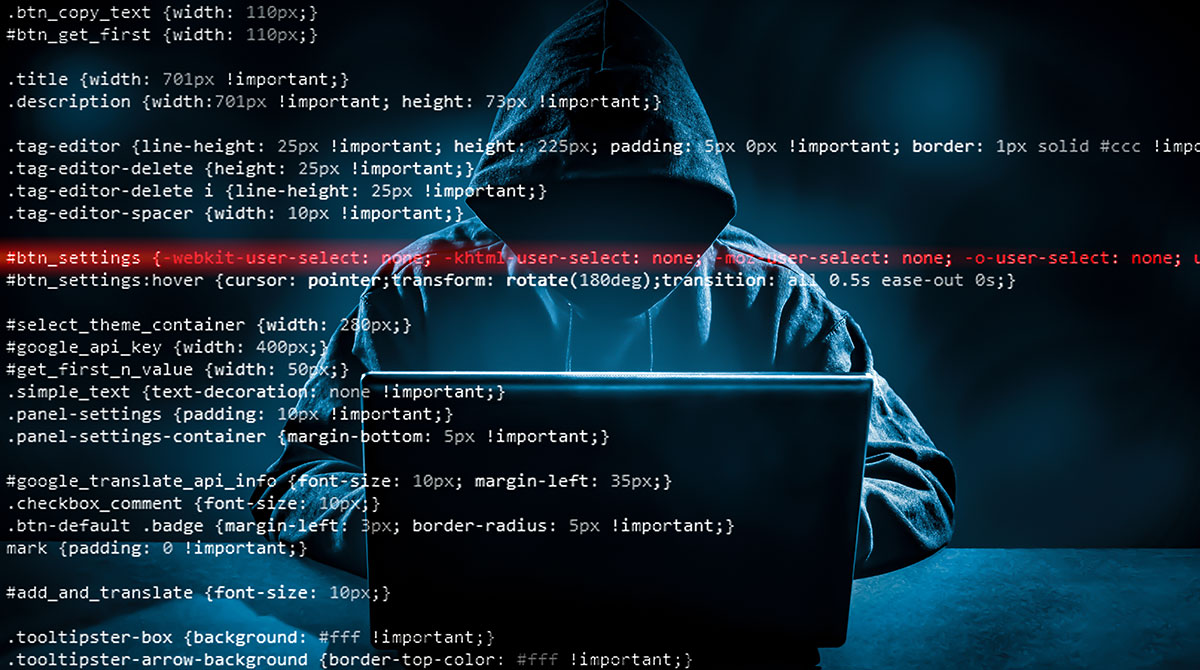 .btn_copy_text {width: 110px;}
#btn_get_first {width: 110px;}
.title {width: 701px !important;}
.description {width:701px !important; height: 73px !important;}
.tag-editor {line-height: 25px !important; height: 225px; padding: 5px 0px !important; border: 1px solid #ccc !impo
.tag-editor-delete {height: 25px !important;}
.tag-editor-delete i {line-height: 25px !important;}
.tag-editor-spacer {width: 10px !important;}
#btn_settings {-webkit-user-select: none; -khtml-user-select: none; -moz-user-select: none; -o-user-select: none; u
#btn_settings:hover {cursor: pointer;transform: rotate(180deg);transition: all 0.5s ease-out 0s;}
#select_theme_container {width: 280px;}
#google_api_key {width: 400px;}
#get_first_n_value {width: 50px;}
.simple_text {text-decoration: none !important;}
.panel-settings {padding: 10px !important;}
.panel-settings-container {margin-bottom: 5px !important;}
#google_translate_api_info {font-size: 10px; margin-left: 35px;}
.checkbox_comment {font-size: 10px;}
.btn-default .badge {margin-left: 3px; border-radius: 5px !important;}
mark {padding: 0 !important;}
#add_and_translate {font-size: 10px;}
.tooltipster-box {background: #fff !important;}
.tooltipster-arrow-background {border-top-color: #fff !important;}